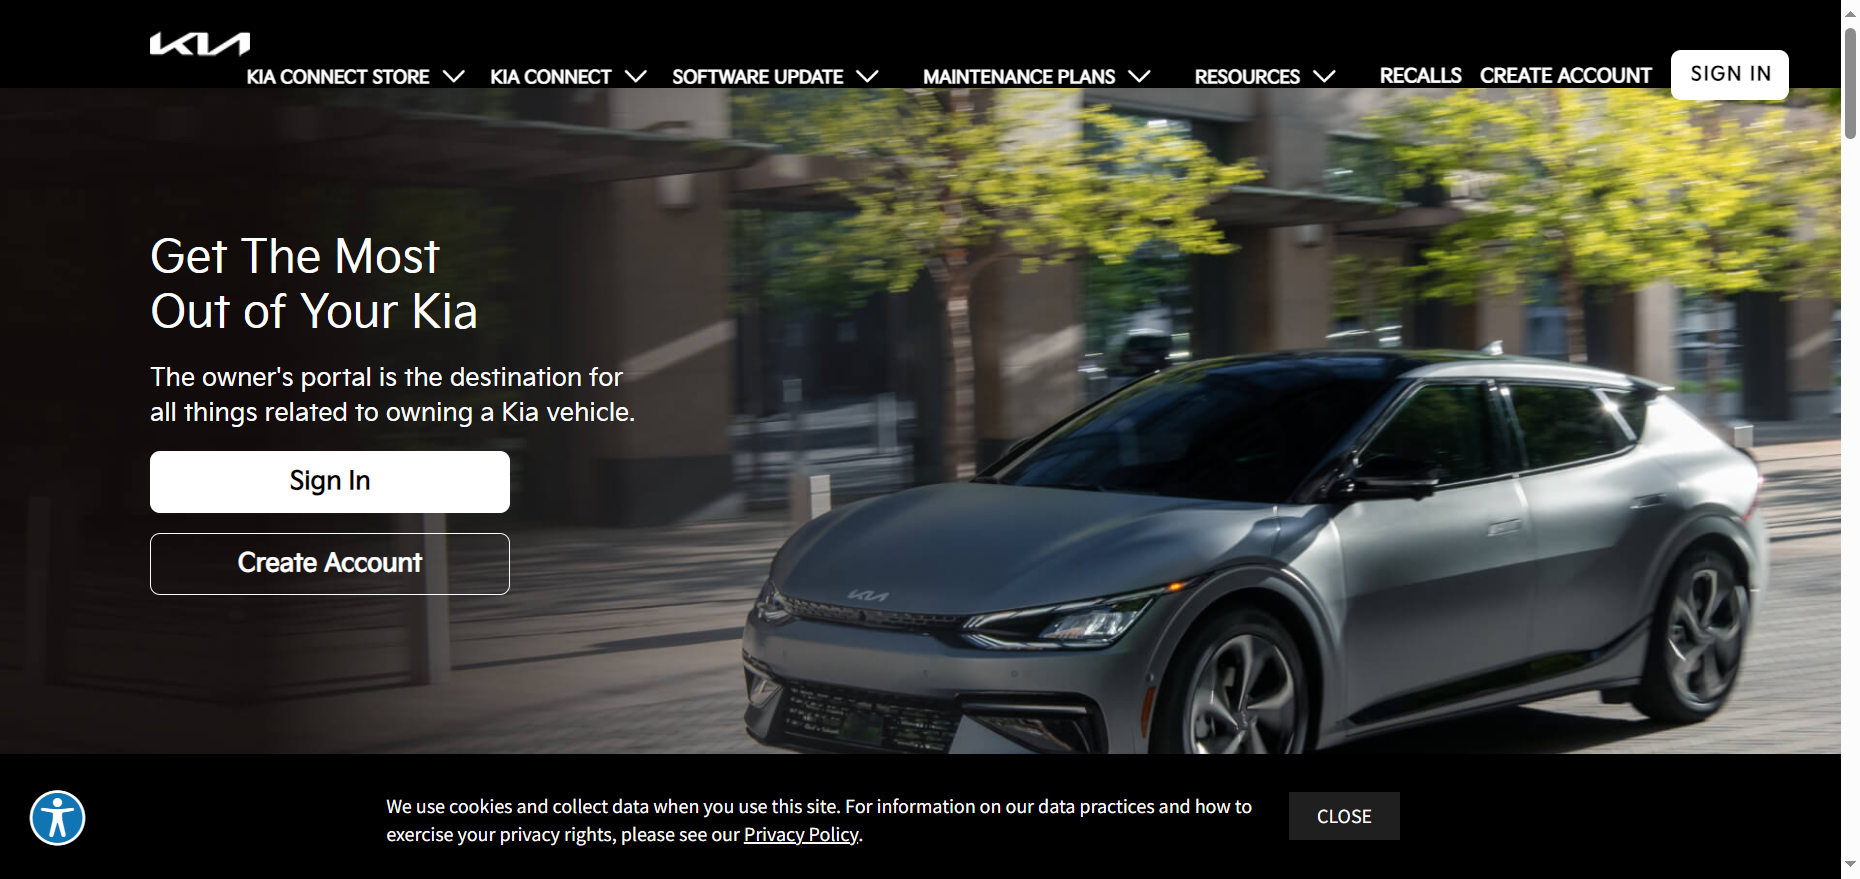 KIA
KIA CONNECT STORE KIA CONNECT SOFTWARE UPDATE MAINTENANCE PLANS RESOURCES RECALLS CREATE ACCOUNT SIGN IN
Get The Most
Out of Your Kia
The owner's portal is the destination for
all things related to owning a Kia vehicle.
Sign In
Create Account
KIA
We use cookies and collect data when you use this site. For information on our data practices and how to
exercise your privacy rights, please see our Privacy Policy.
CLOSE